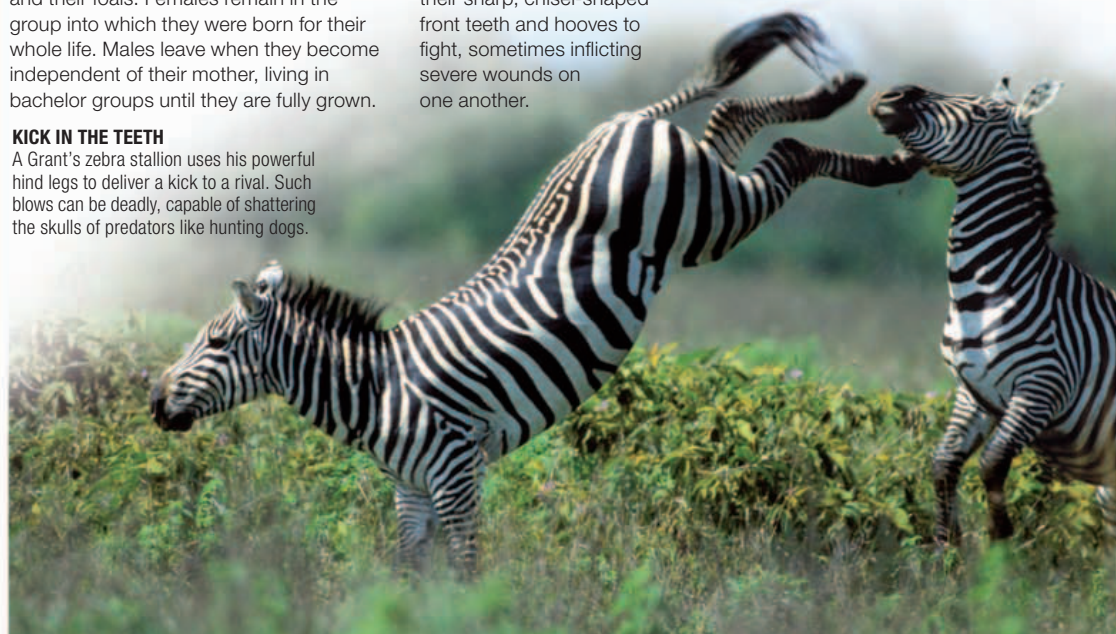 and their foals. Females remain in the
group into which they were born for their
whole life. Males leave when they become
independent of their mother, living in
bachelor groups until they are fully grown.
their sharp, chisel-shaped
front teeth and hooves to
fight, sometimes inflicting
severe wounds on
one another.
KICK IN THE TEETH
A Grant's zebra stallion uses his powerful
hind legs to deliver a kick to a rival. Such
blows can be deadly, capable of shattering
the skulls of predators like hunting dogs.